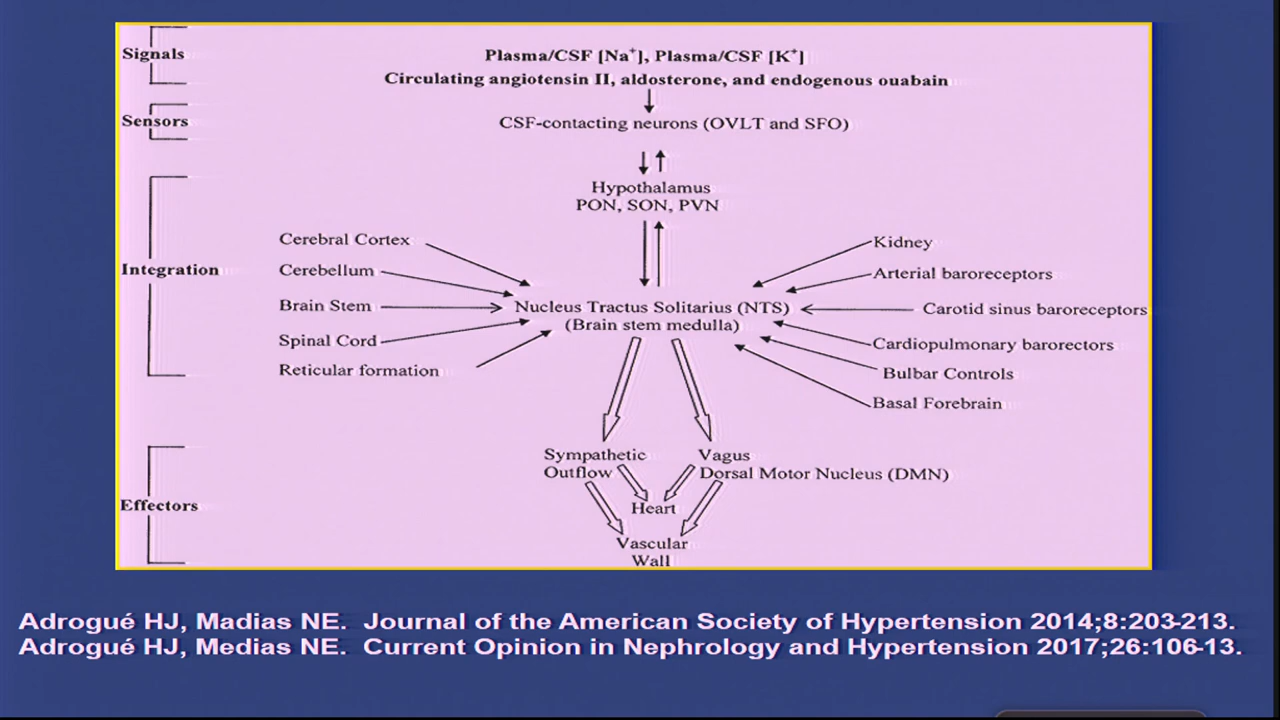 Signals
Plasma/CSF [Na+], Plasma/CSF [K+]
Circulating angiotensin II, aldosterone, and endogenous ouabain
Sensors
CSF-contacting neurons (OVLT and SFO)
Hypothalamus
PON, SON, PVN
Integration
Cerebral Cortex
Cerebellum
Brain Stem
Spinal Cord
Reticular formation
Nucleus Tractus Solitarius (NTS)
(Brain stem medulla)
Kidney
Arterial baroreceptors
Carotid sinus baroreceptors
Cardiopulmonary barorectors
Bulbar Controls
Basal Forebrain
Effectors
Sympathetic
Outflow
Vagus
Dorsal Motor Nucleus (DMN)
Heart
Vascular
Wall
Adrogué HJ, Madias NE. Journal of the American Society of Hypertension 2014;8:203-213.
Adrogué HJ, Medias NE. Current Opinion in Nephrology and Hypertension 2017;26:106-13.